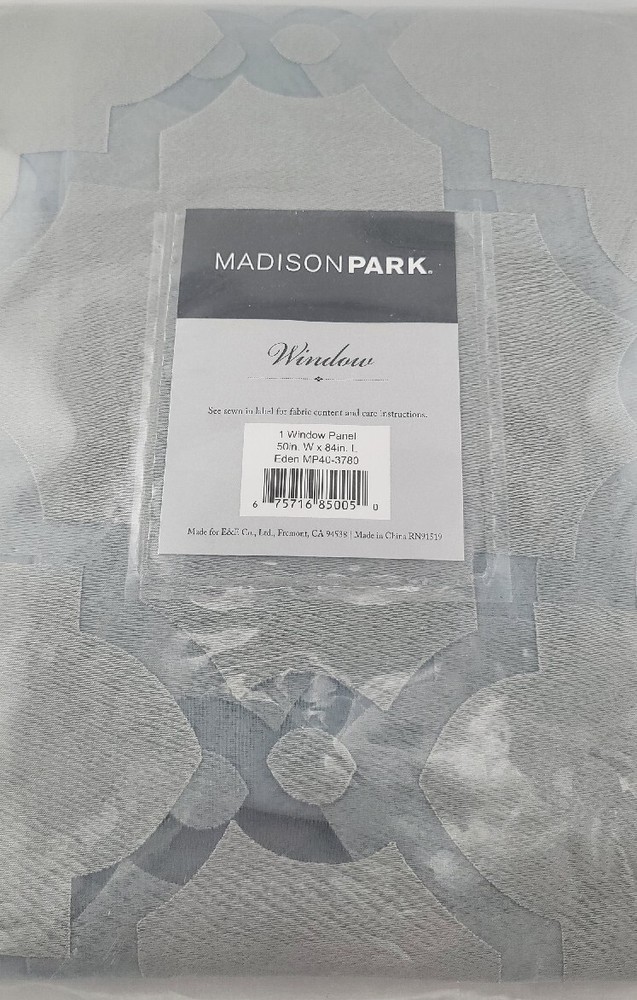 MADISONPARK®
Window
See sewn in label for fabric content and care instructions.
1 Window Panel
50in. W x 84in. L
Eden MP40-3780
6 75716 85005 0
Made for E&E Co., Ltd., Fremont, CA 94538 | Made in China RN91519